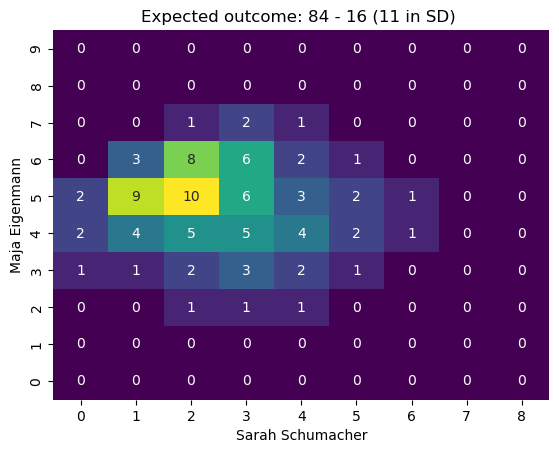 Expected outcome: 84 - 16 (11 in SD)
Maja Eigenmann
9 0 0 0 0 0 0 0 0 0
8 0 0 0 0 0 0 0 0 0
7 0 0 1 2 1 0 0 0 0
6 0 3 8 6 2 1 0 0 0
5 2 9 10 6 3 2 1 0 0
4 2 4 5 5 4 2 1 0 0
3 1 1 2 3 2 1 0 0 0
2 0 0 1 1 1 0 0 0 0
1 0 0 0 0 0 0 0 0 0
0 0 0 0 0 0 0 0 0 0
0 1 2 3 4 5 6 7 8
Sarah Schumacher